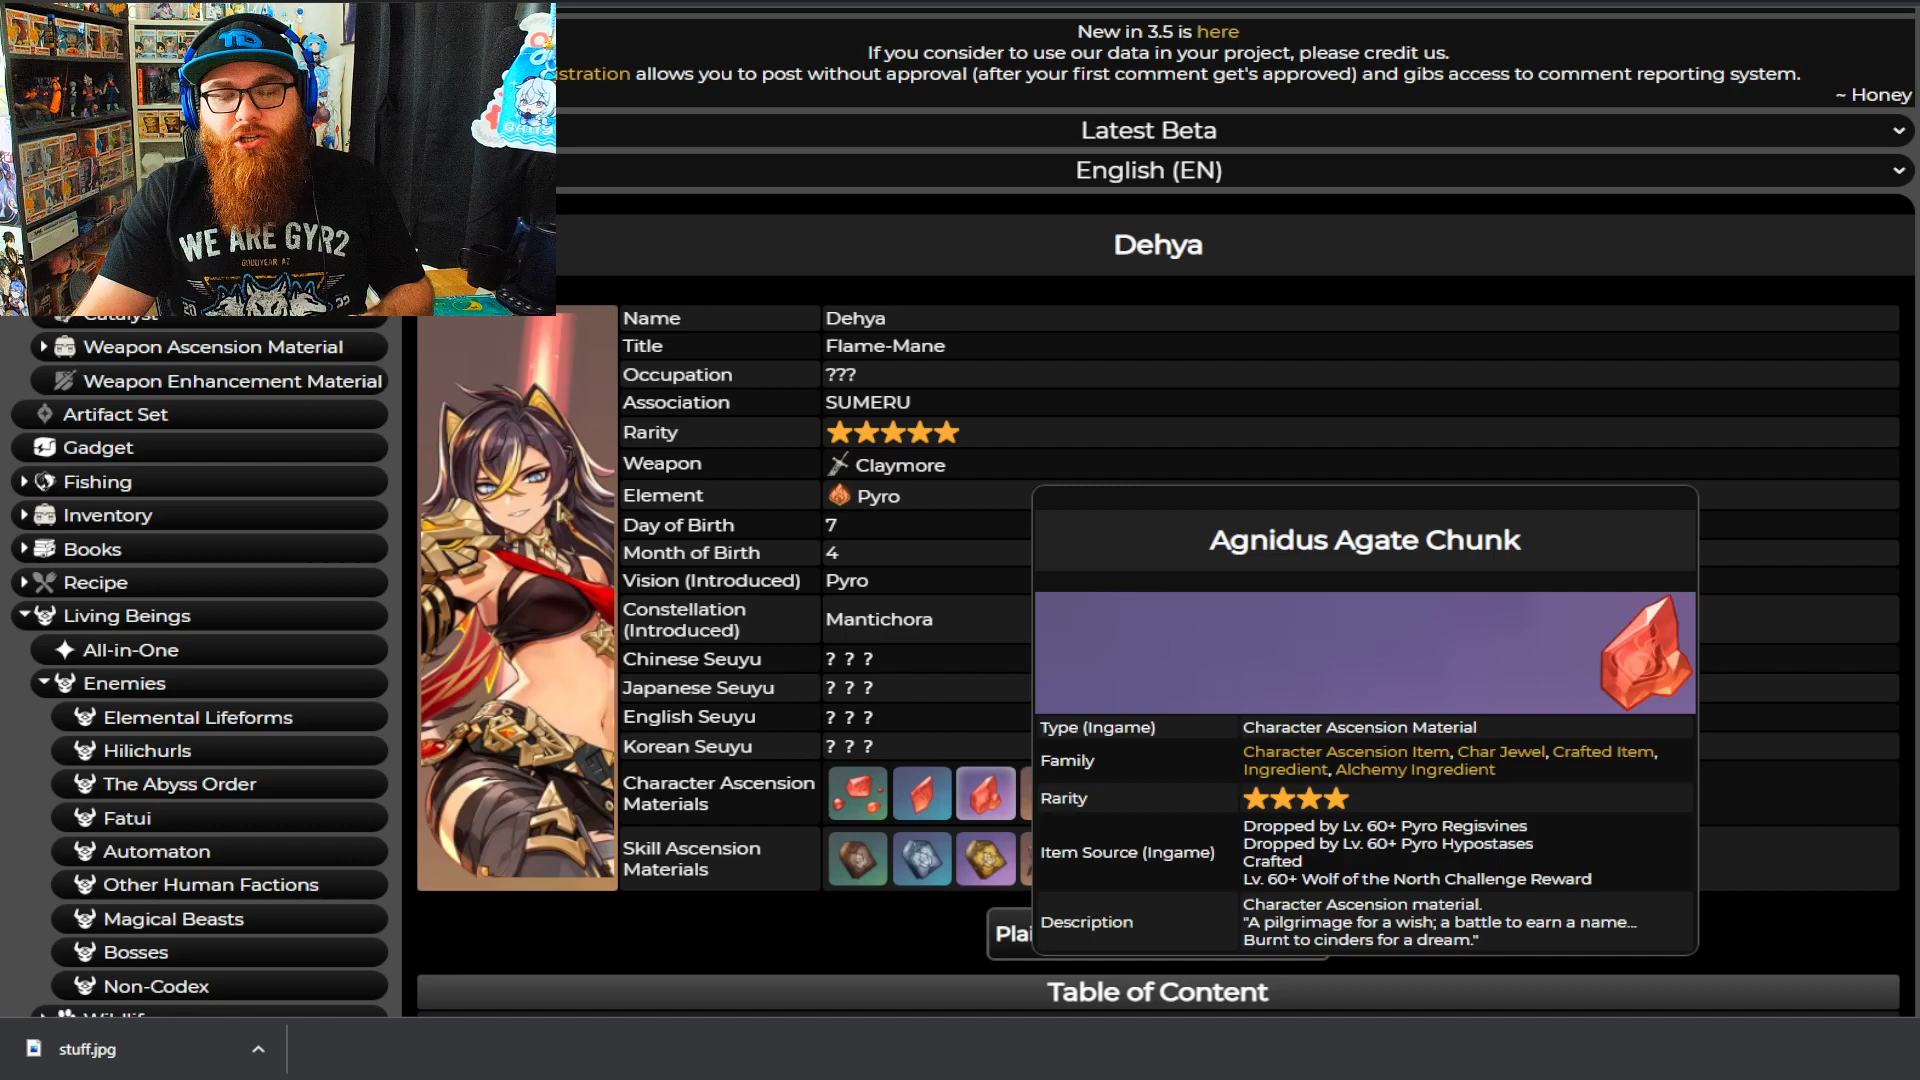 New in 3.5 is here
If you consider to use our data in your project, please credit us.
stration allows you to post without approval (after your first comment get's approved) and gibs access to comment reporting system.
~ Honey
Latest Beta
English (EN)
WE ARE GYR2
GOODYEAR, AZ
Dehya
Catalyst
Weapon Ascension Material
Weapon Enhancement Material
Artifact Set
Gadget
Fishing
Inventory
Books
Recipe
Living Beings
All-in-One
Enemies
Elemental Lifeforms
Hilichurls
The Abyss Order
Fatui
Automaton
Other Human Factions
Magical Beasts
Bosses
Non-Codex
Name Dehya
Title Flame-Mane
Occupation ???
Association SUMERU
Rarity
Weapon Claymore
Element Pyro
Day of Birth 7
Month of Birth 4
Vision (Introduced) Pyro
Constellation (Introduced) Mantichora
Chinese Seuyu ? ? ?
Japanese Seuyu ? ? ?
English Seuyu ? ? ?
Korean Seuyu ? ? ?
Character Ascension
Materials
Skill Ascension
Materials
Agnidus Agate Chunk
Type (Ingame) Character Ascension Material
Family Character Ascension Item, Char Jewel, Crafted Item,
Ingredient, Alchemy Ingredient
Rarity
Item Source (Ingame) Dropped by Lv. 60+ Pyro Regisvines
Dropped by Lv. 60+ Pyro Hypostases
Crafted
Lv. 60+ Wolf of the North Challenge Reward
Description Character Ascension material.
"A pilgrimage for a wish; a battle to earn a name...
Burnt to cinders for a dream."
Plai
Table of Content
stuff.jpg